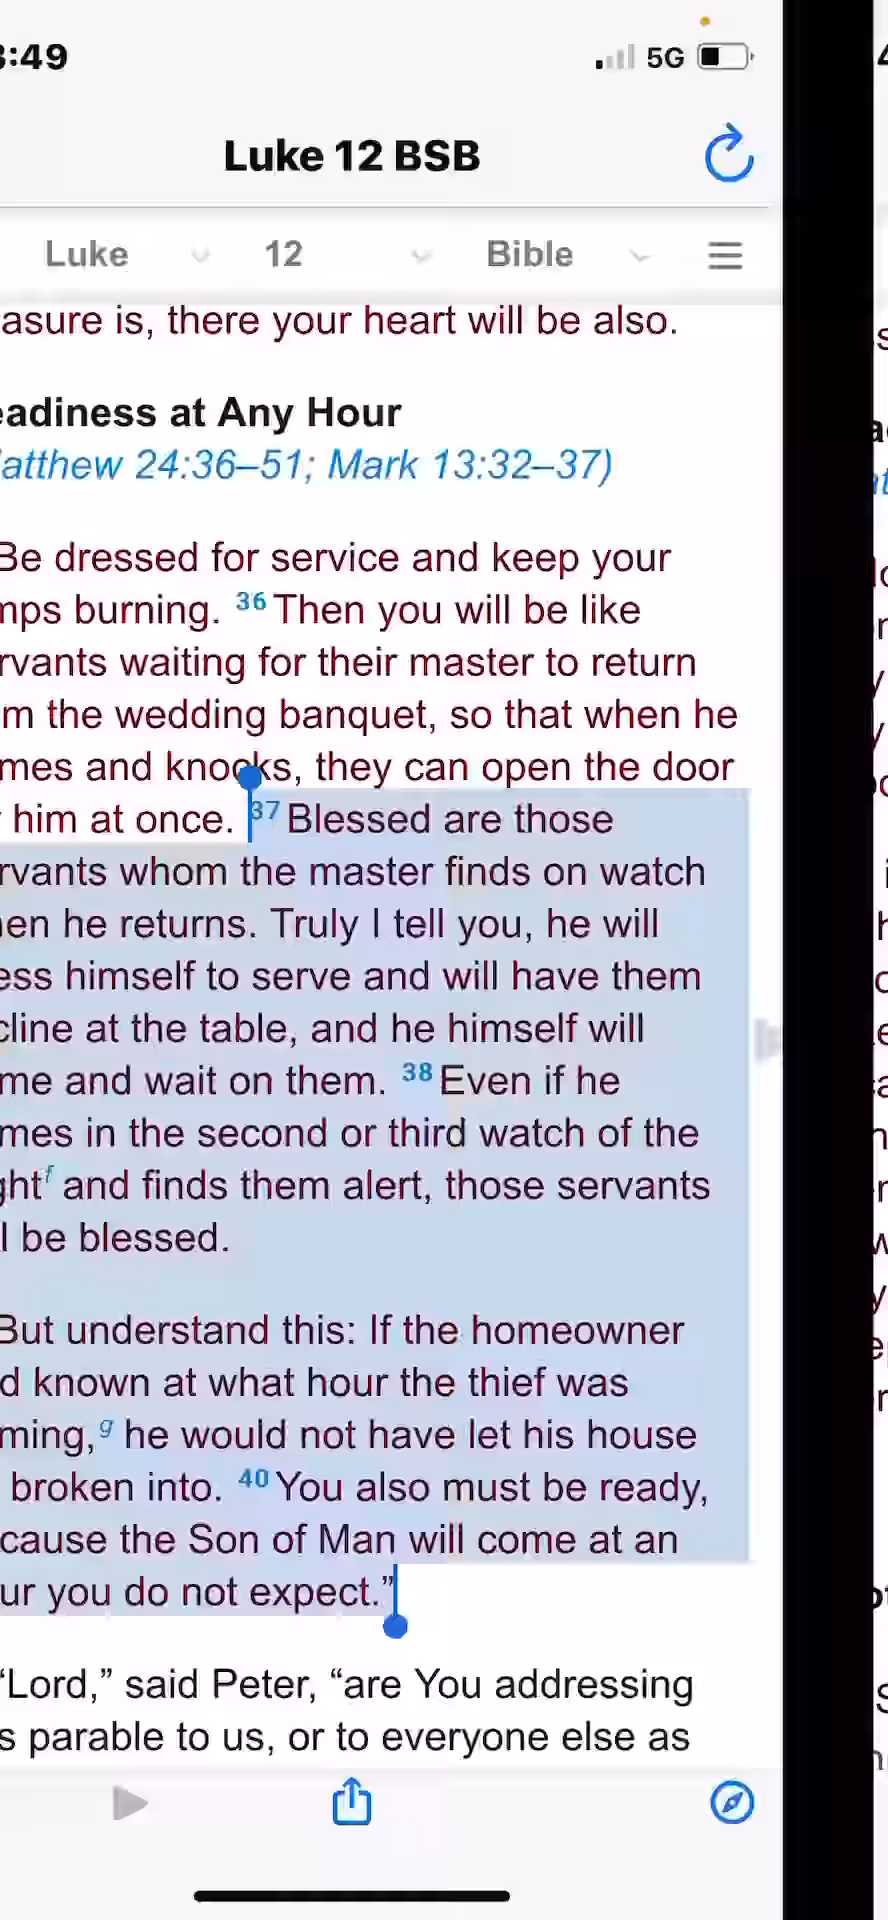 :49
5G
Luke 12 BSB
Luke 12 Bible
asure is, there your heart will be also.
eadiness at Any Hour
atthew 24:36–51; Mark 13:32–37)
Be dressed for service and keep your
mps burning. 36 Then you will be like
rvants waiting for their master to return
m the wedding banquet, so that when he
mes and knocks, they can open the door
him at once. 37 Blessed are those
rvants whom the master finds on watch
en he returns. Truly I tell you, he will
ess himself to serve and will have them
cline at the table, and he himself will
me and wait on them. 38 Even if he
mes in the second or third watch of the
ght f and finds them alert, those servants
l be blessed.
But understand this: If the homeowner
d known at what hour the thief was
ming, g he would not have let his house
broken into. 40 You also must be ready,
cause the Son of Man will come at an
ur you do not expect.”
“Lord,” said Peter, “are You addressing
s parable to us, or to everyone else as